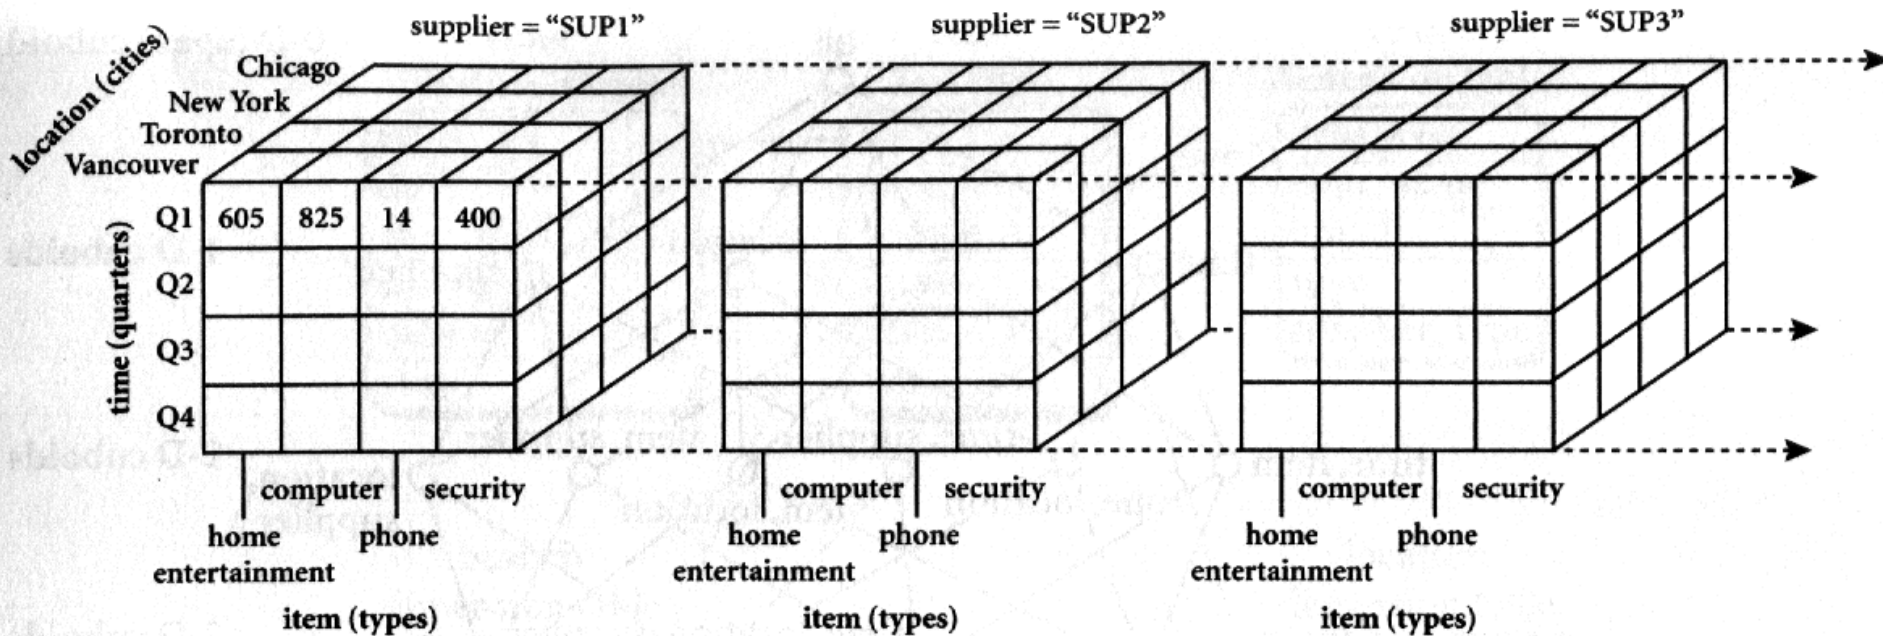 supplier = “SUP1”
supplier = “SUP2”
supplier = “SUP3”
location (cities)
Chicago
New York
Toronto
Vancouver
time (quarters)
Q1 605 825 14 400
Q2
Q3
Q4
computer security
home phone
entertainment
item (types)
computer security
home phone
entertainment
item (types)
computer security
home phone
entertainment
item (types)